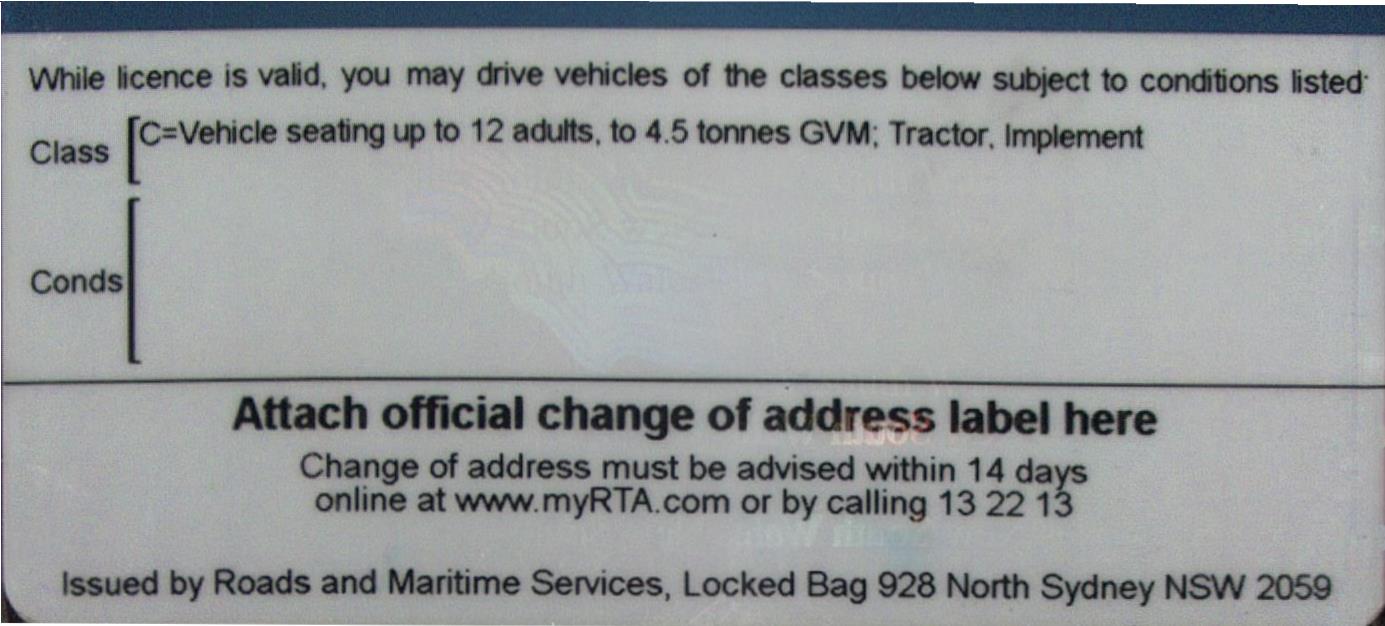 While licence is valid, you may drive vehicles of the classes below subject to conditions listed
Class [C=Vehicle seating up to 12 adults, to 4.5 tonnes GVM; Tractor, Implement
Conds [
Attach official change of address label here
Change of address must be advised within 14 days
online at www.myRTA.com or by calling 13 22 13
Issued by Roads and Maritime Services, Locked Bag 928 North Sydney NSW 2059